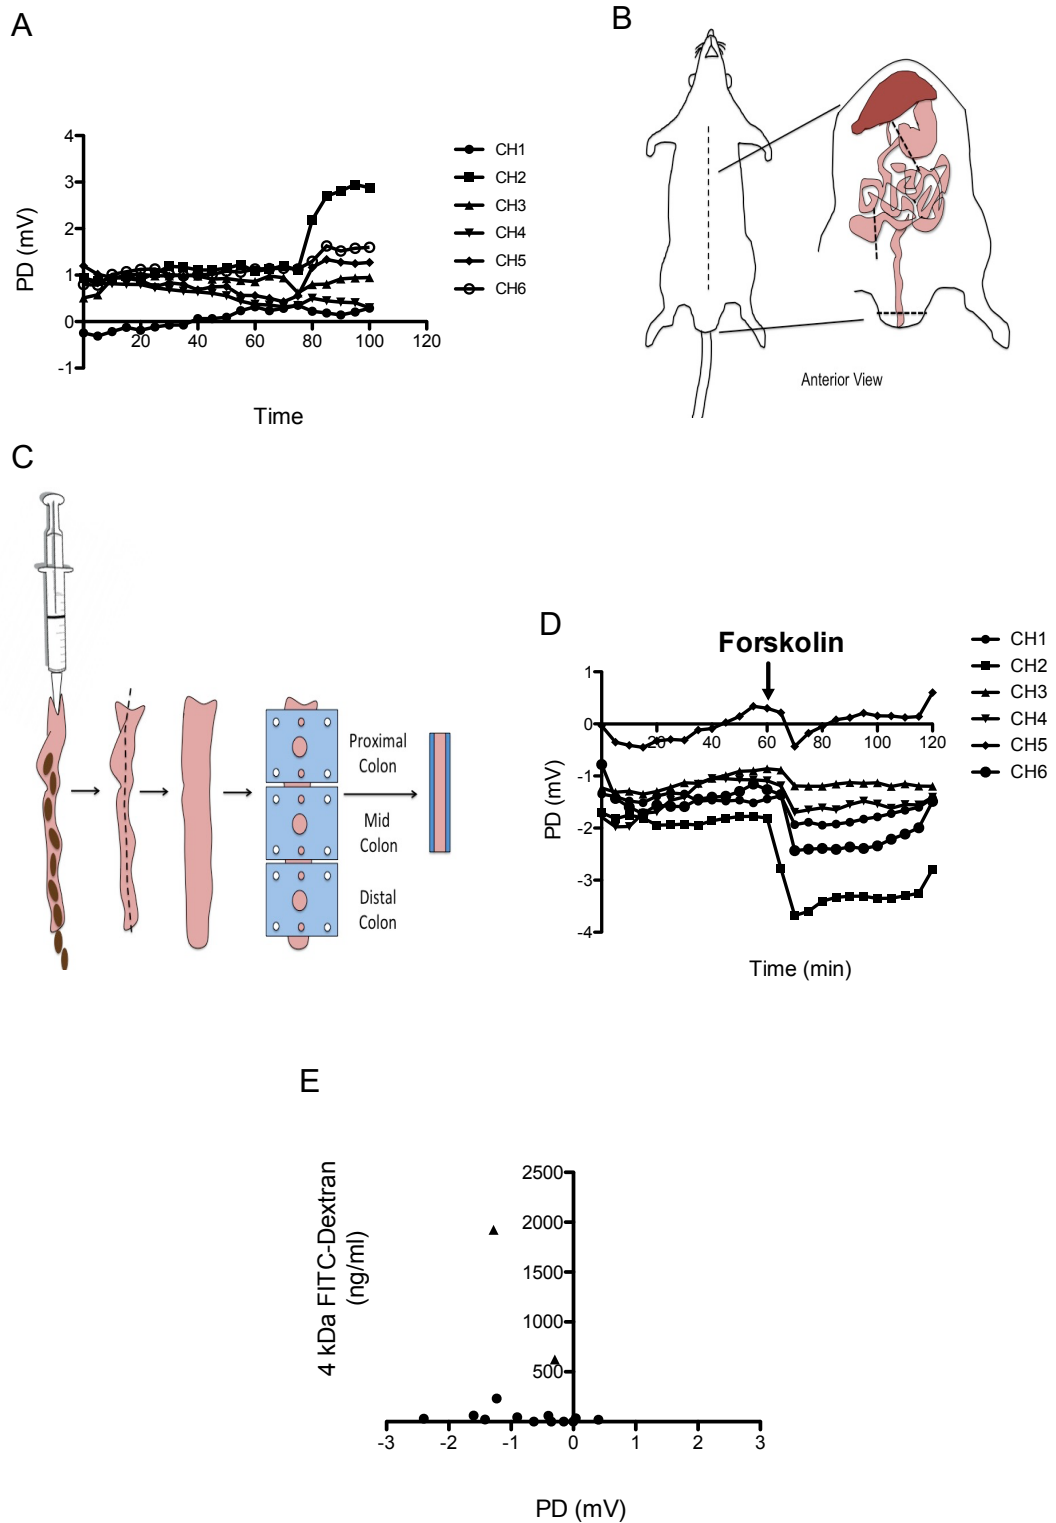 A
4
3
2
1
0
-1
PD (mV)
20
40
60
80
100
120
Time
CH1
CH2
CH3
CH4
CH5
CH6
B
Anterior View
C
Proximal
Colon
Mid
Colon
Distal
Colon
D
Forskolin
1
0
-1
-2
-3
-4
PD (mV)
20
40
60
80
100
120
Time (min)
CH1
CH2
CH3
CH4
CH5
CH6
E
4 kDa FITC-Dextran
(ng/ml)
2500
2000
1500
1000
500
-3
-2
-1
0
1
2
3
PD (mV)